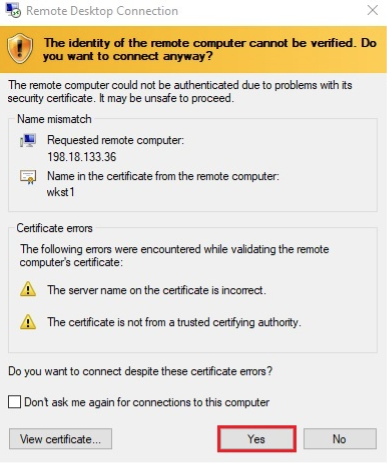 Remote Desktop Connection
The identity of the remote computer cannot be verified. Do
you want to connect anyway?
The remote computer could not be authenticated due to problems with its
security certificate. It may be unsafe to proceed.
Name mismatch
Requested remote computer:
198.18.133.36
Name in the certificate from the remote computer:
wkst1
Certificate errors
The following errors were encountered while validating the remote
computer's certificate:
The server name on the certificate is incorrect.
The certificate is not from a trusted certifying authority.
Do you want to connect despite these certificate errors?
Don't ask me again for connections to this computer
View certificate... Yes No